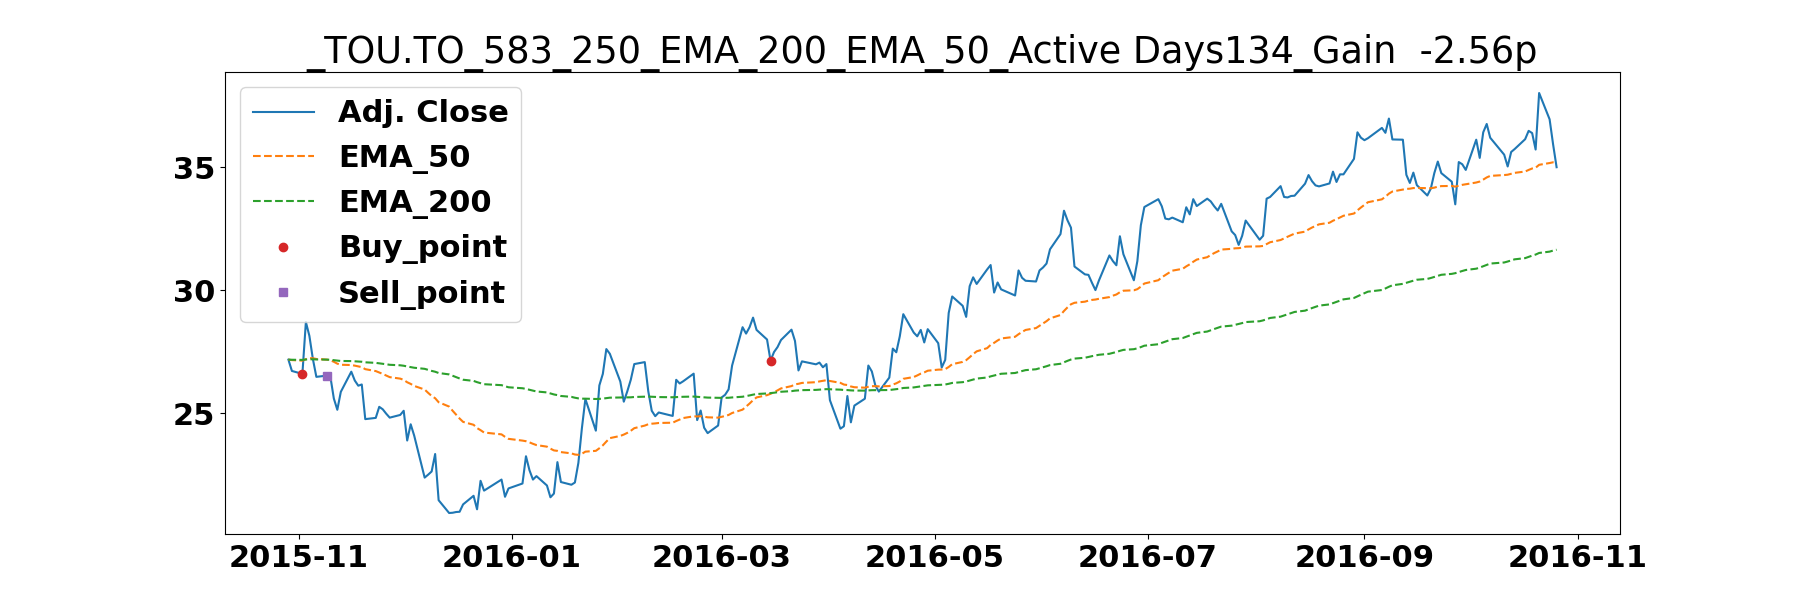 _TOU.TO_583_250_EMA_200_EMA_50_Active Days134_Gain  -2.56p
Adj. Close
EMA_50
EMA_200
Buy_point
Sell_point
35
30
25
2015-11 2016-01 2016-03 2016-05 2016-07 2016-09 2016-11